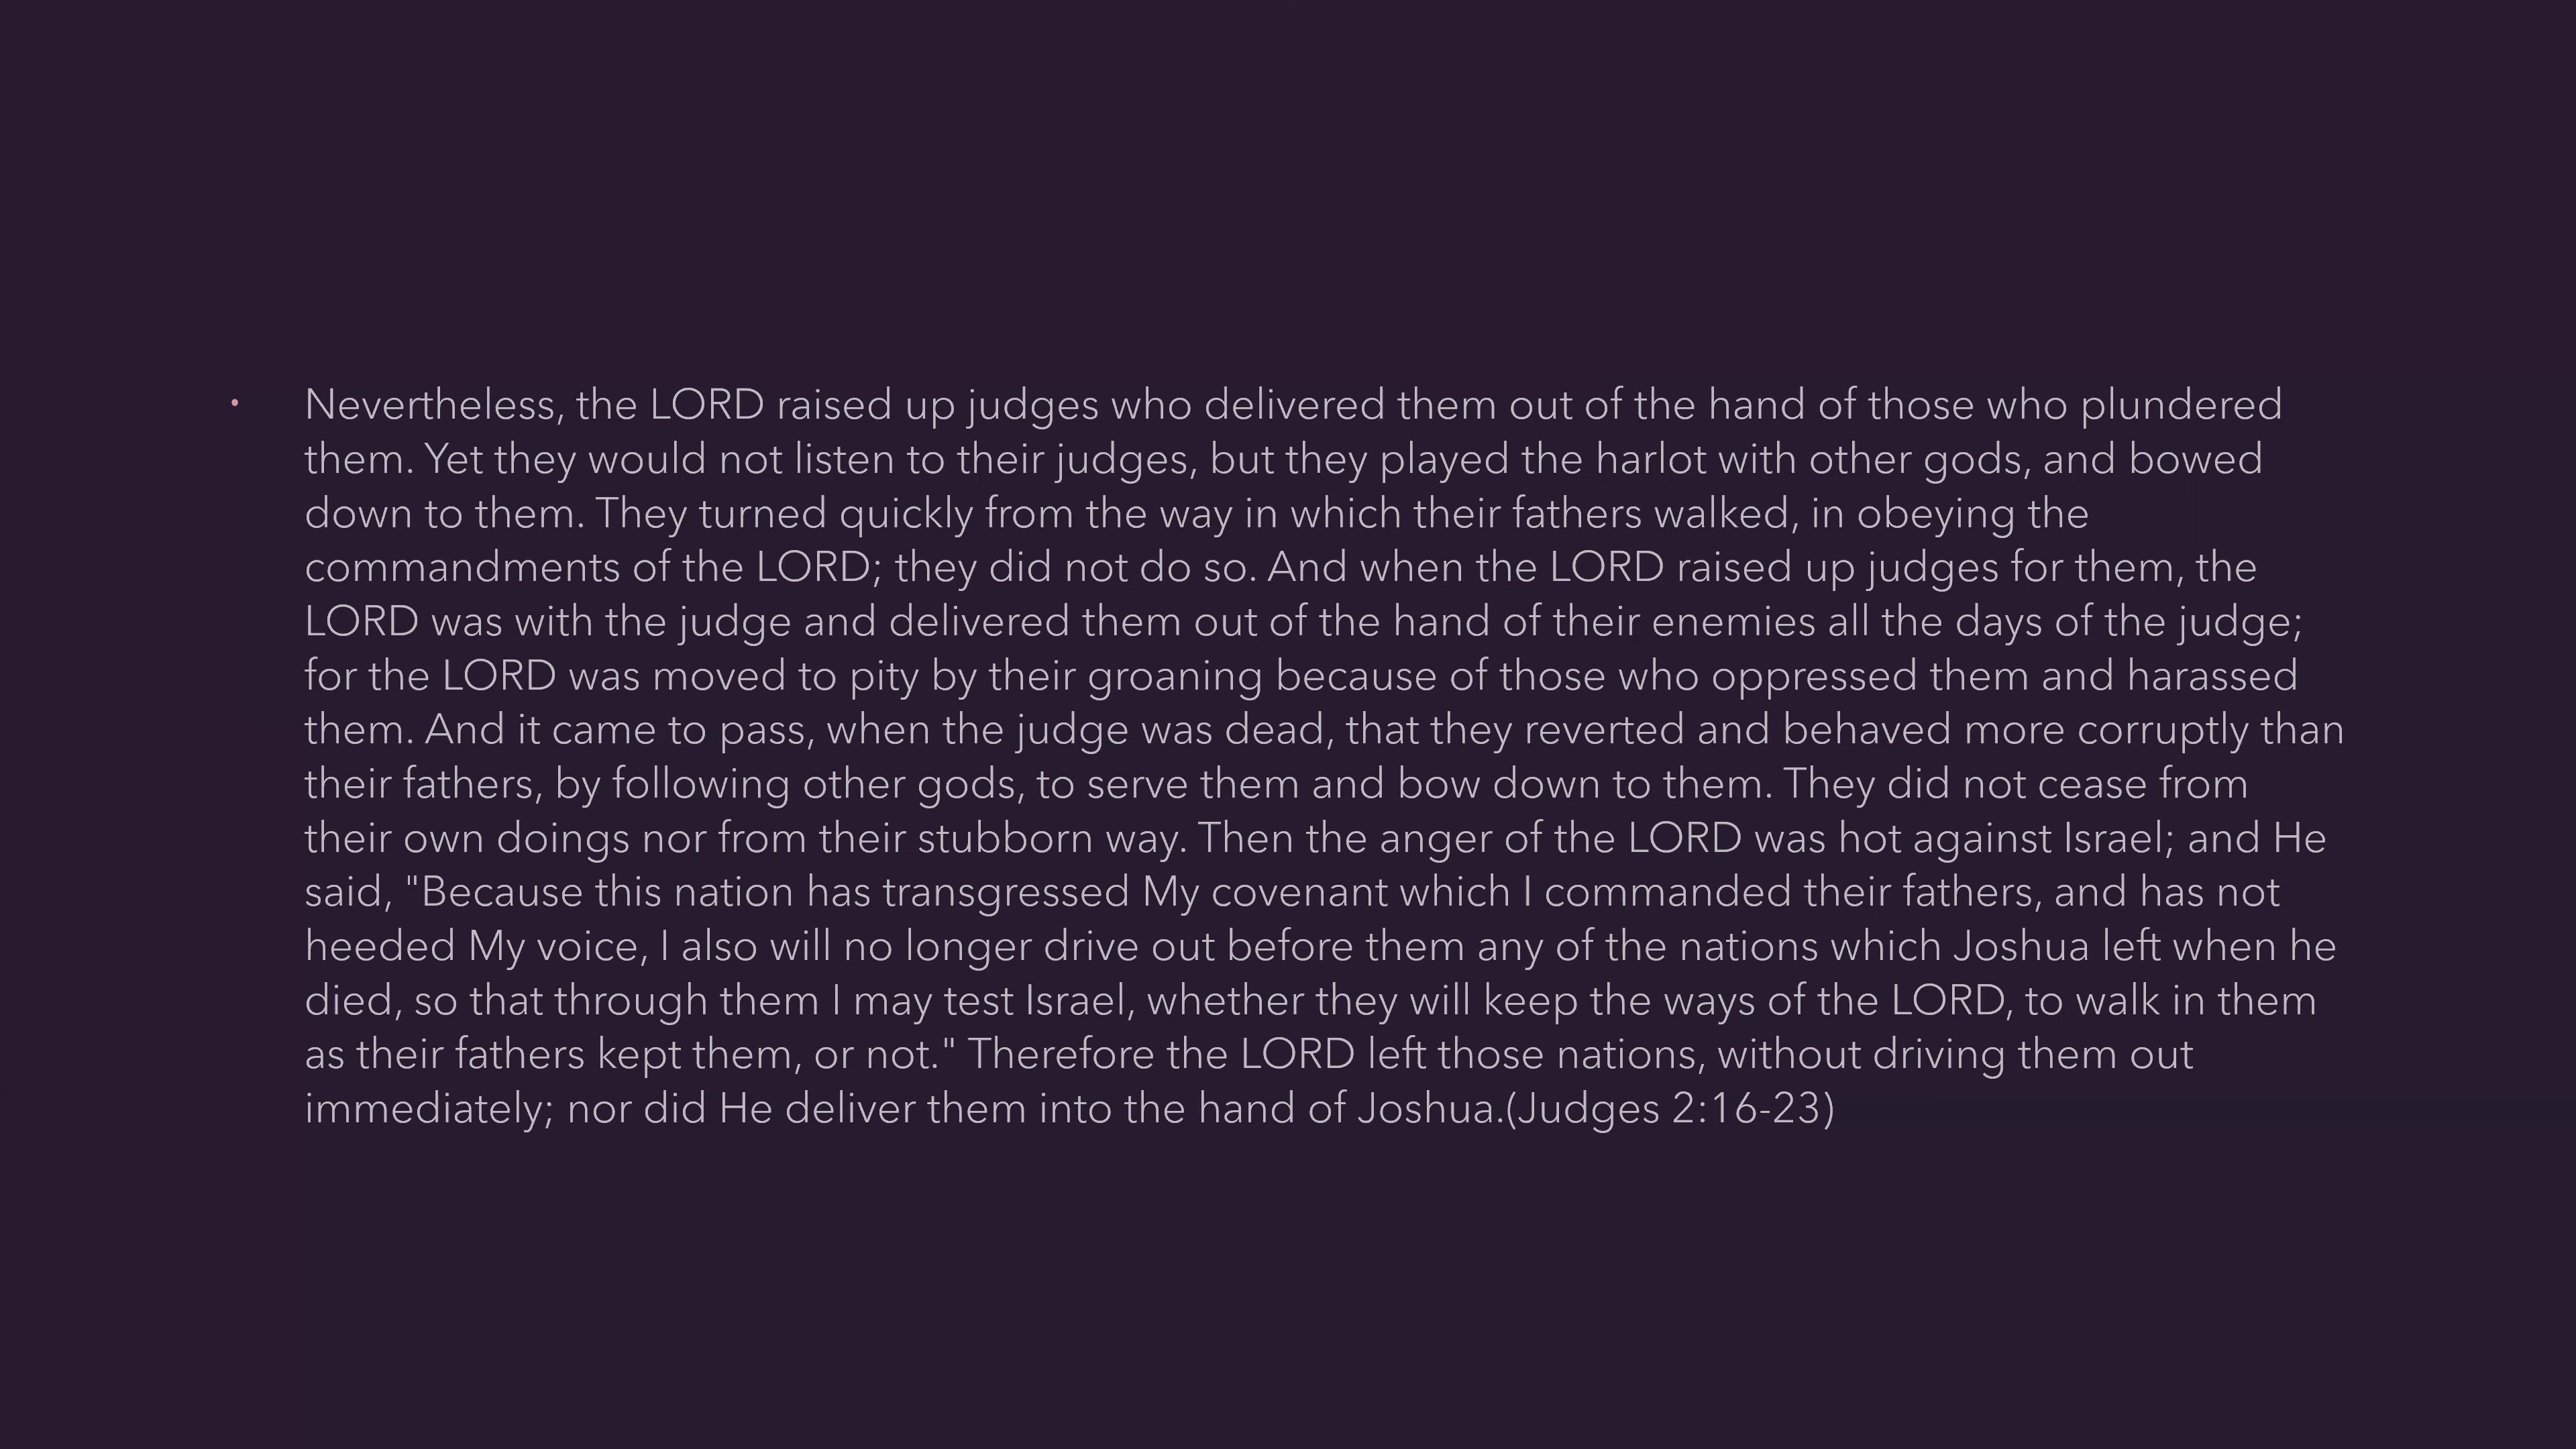 • Nevertheless, the LORD raised up judges who delivered them out of the hand of those who plundered
them. Yet they would not listen to their judges, but they played the harlot with other gods, and bowed
down to them. They turned quickly from the way in which their fathers walked, in obeying the
commandments of the LORD; they did not do so. And when the LORD raised up judges for them, the
LORD was with the judge and delivered them out of the hand of their enemies all the days of the judge;
for the LORD was moved to pity by their groaning because of those who oppressed them and harassed
them. And it came to pass, when the judge was dead, that they reverted and behaved more corruptly than
their fathers, by following other gods, to serve them and bow down to them. They did not cease from
their own doings nor from their stubborn way. Then the anger of the LORD was hot against Israel; and He
said, "Because this nation has transgressed My covenant which I commanded their fathers, and has not
heeded My voice, I also will no longer drive out before them any of the nations which Joshua left when he
died, so that through them I may test Israel, whether they will keep the ways of the LORD, to walk in them
as their fathers kept them, or not." Therefore the LORD left those nations, without driving them out
immediately; nor did He deliver them into the hand of Joshua.(Judges 2:16-23)